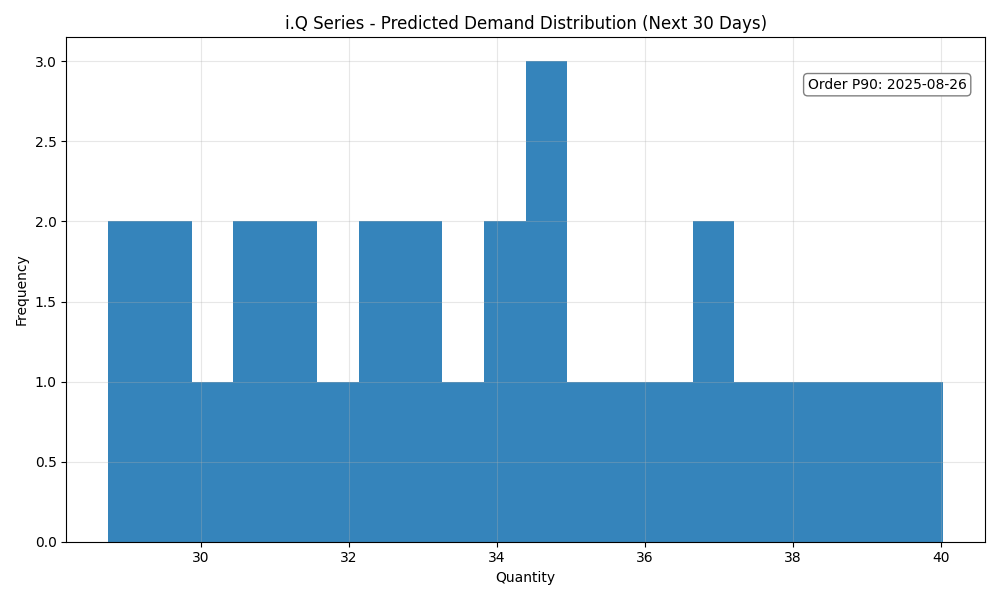 i.Q Series - Predicted Demand Distribution (Next 30 Days)
Order P90: 2025-08-26
Frequency
3.0
2.5
2.0
1.5
1.0
0.5
0.0
30 32 34 36 38 40
Quantity